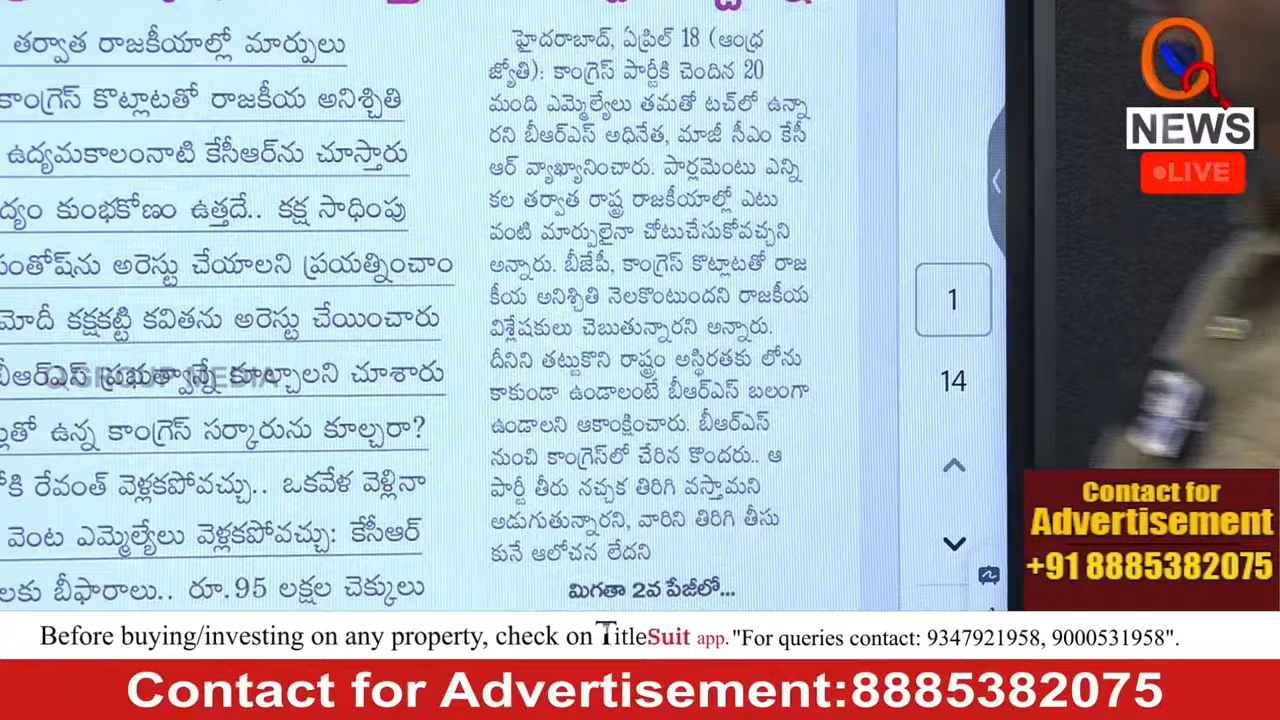 తర్వాత రాజకీయాల్లో మార్పులు
కాంగ్రెస్ కొట్లాటతో రాజకీయ అనిశ్చితి
ఉద్యమకాలంనాటి కేసీఆర్‌ను చూస్తారు
కుంభకోణం ఉత్తదే.. కక్ష సాధింపు
అరెస్టు చేయాలని ప్రయత్నించాం
మోదీ కక్షకట్టి కవితను అరెస్టు చేయించారు
బీఆర్ఎస్ ప్రభుత్వాన్నే కూల్చాలని చూశారు
ఉన్న కాంగ్రెస్ సర్కారును కూల్చరా?
రేవంత్ వెళ్లకపోవచ్చు.. ఒకవేళ వెళ్లినా
వెంట ఎమ్మెల్యేలు వెళ్లకపోవచ్చు: కేసీఆర్
బీఫారాలు.. రూ.95 లక్షల చెక్కులు
హైదరాబాద్, ఏప్రిల్ 18 (ఆంధ్ర
జ్యోతి): కాంగ్రెస్ పార్టీకి చెందిన 20
మంది ఎమ్మెల్యేలు తమతో టచ్‌లో ఉన్నా
రని బీఆర్ఎస్ అధినేత, మాజీ సీఎం కేసీ
ఆర్ వ్యాఖ్యానించారు. పార్లమెంటు ఎన్ని
కల తర్వాత రాష్ట్ర రాజకీయాల్లో ఎటు
వంటి మార్పులైనా చోటుచేసుకోవచ్చని
అన్నారు. బీజేపీ, కాంగ్రెస్ కొట్లాటతో రాజ
కీయ అనిశ్చితి నెలకొంటుందని రాజకీయ
విశ్లేషకులు చెబుతున్నారని అన్నారు.
దీనిని తట్టుకొని రాష్ట్రం అస్థిరతకు లోను
కాకుండా ఉండాలంటే బీఆర్ఎస్ బలంగా
ఉండాలని ఆకాంక్షించారు. బీఆర్ఎస్
నుంచి కాంగ్రెస్‌లో చేరిన కొందరు.. ఆ
పార్టీ తీరు నచ్చక తిరిగి వస్తామని
అడుగుతున్నారని, వారిని తిరిగి తీసు
కునే ఆలోచన లేదని
మిగతా 2వ పేజీలో...
1
14
Q
NEWS
LIVE
Contact for
Advertisement
+91 8885382075
Before buying/investing on any property, check on TitleSuit app. "For queries contact: 9347921958, 9000531958".
Contact for Advertisement:8885382075